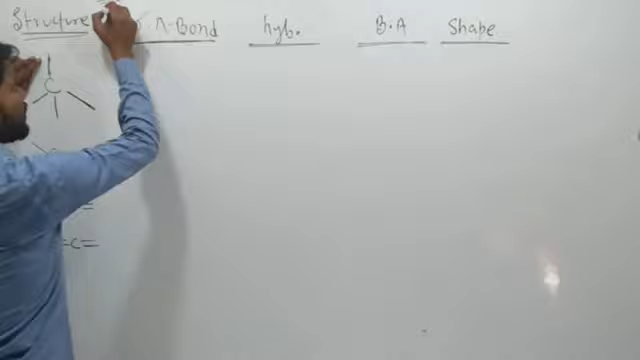 Structure π-Bond hyb. B.A Shape
C
=C=